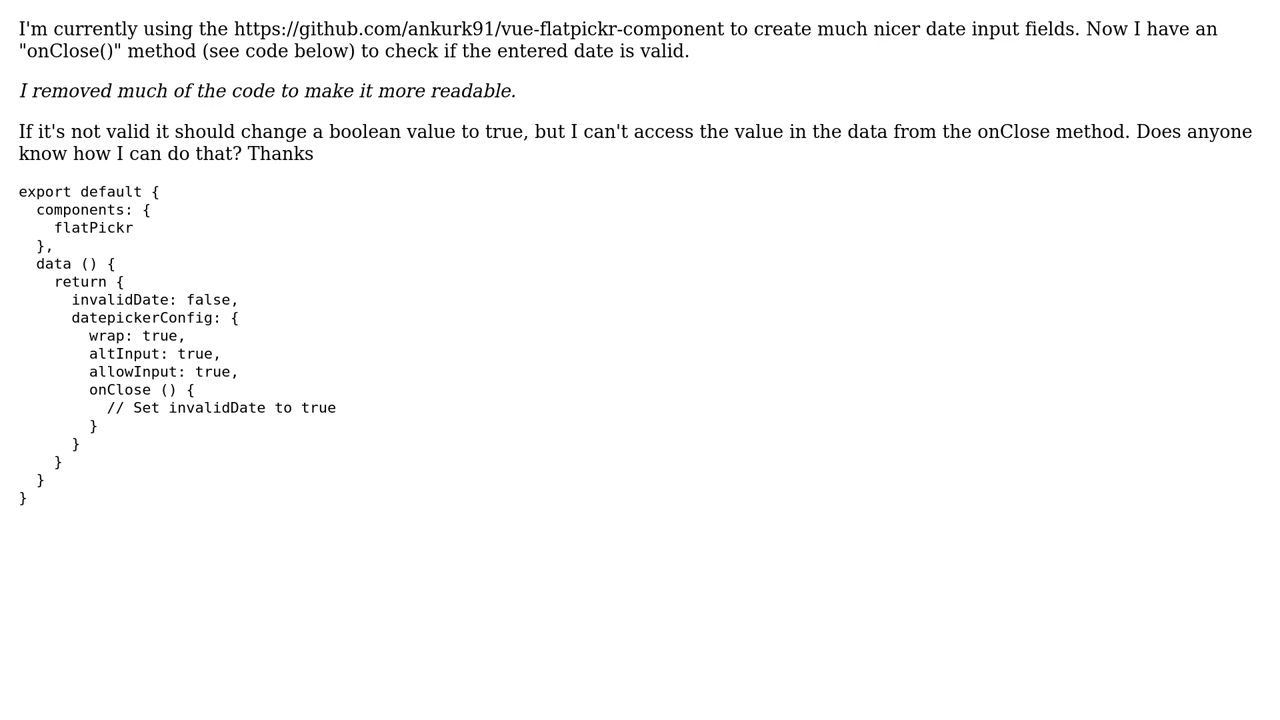 I'm currently using the https://github.com/ankurk91/vue-flatpickr-component to create much nicer date input fields. Now I have an
"onClose()" method (see code below) to check if the entered date is valid.
I removed much of the code to make it more readable.
If it's not valid it should change a boolean value to true, but I can't access the value in the data from the onClose method. Does anyone
know how I can do that? Thanks
export default {
  components: {
    flatPickr
  },
  data () {
    return {
      invalidDate: false,
      datepickerConfig: {
        wrap: true,
        altInput: true,
        allowInput: true,
        onClose () {
          // Set invalidDate to true
        }
      }
    }
  }
}